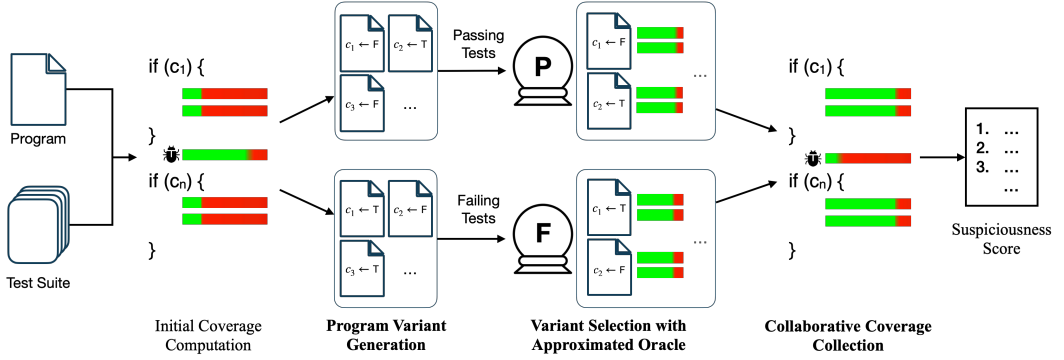 Program
Test Suite
if (c1) {
}
if (cn) {
}
Initial Coverage
Computation
c1 ← F
c2 ← T
c3 ← F
...
c1 ← T
c2 ← F
c3 ← T
...
Program Variant
Generation
Passing
Tests
Failing
Tests
P
F
c1 ← F
c2 ← T
...
c1 ← T
c2 ← F
...
Variant Selection with
Approximated Oracle
if (c1) {
}
if (cn) {
}
Collaborative Coverage
Collection
1. ...
2. ...
3. ...
...
Suspiciousness
Score